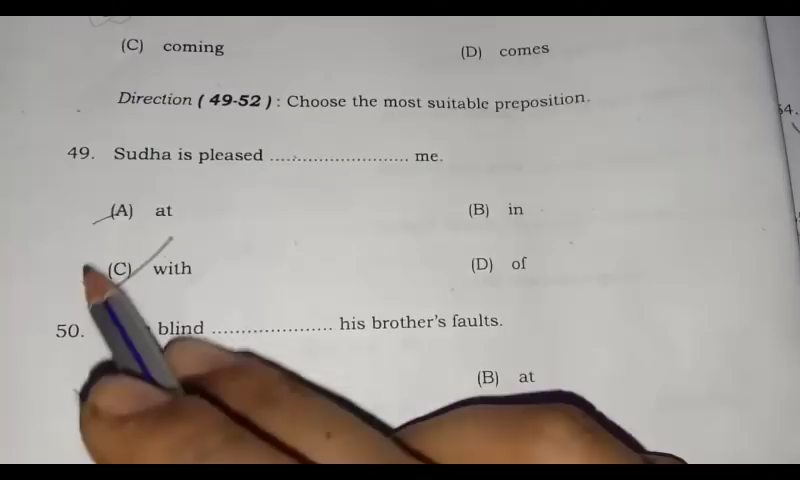 (C) coming (D) comes
Direction ( 49-52 ) : Choose the most suitable preposition.
54.
49. Sudha is pleased ............................ me.
(A) at (B) in
(C) with (D) of
50. blind ..................... his brother's faults.
(B) at